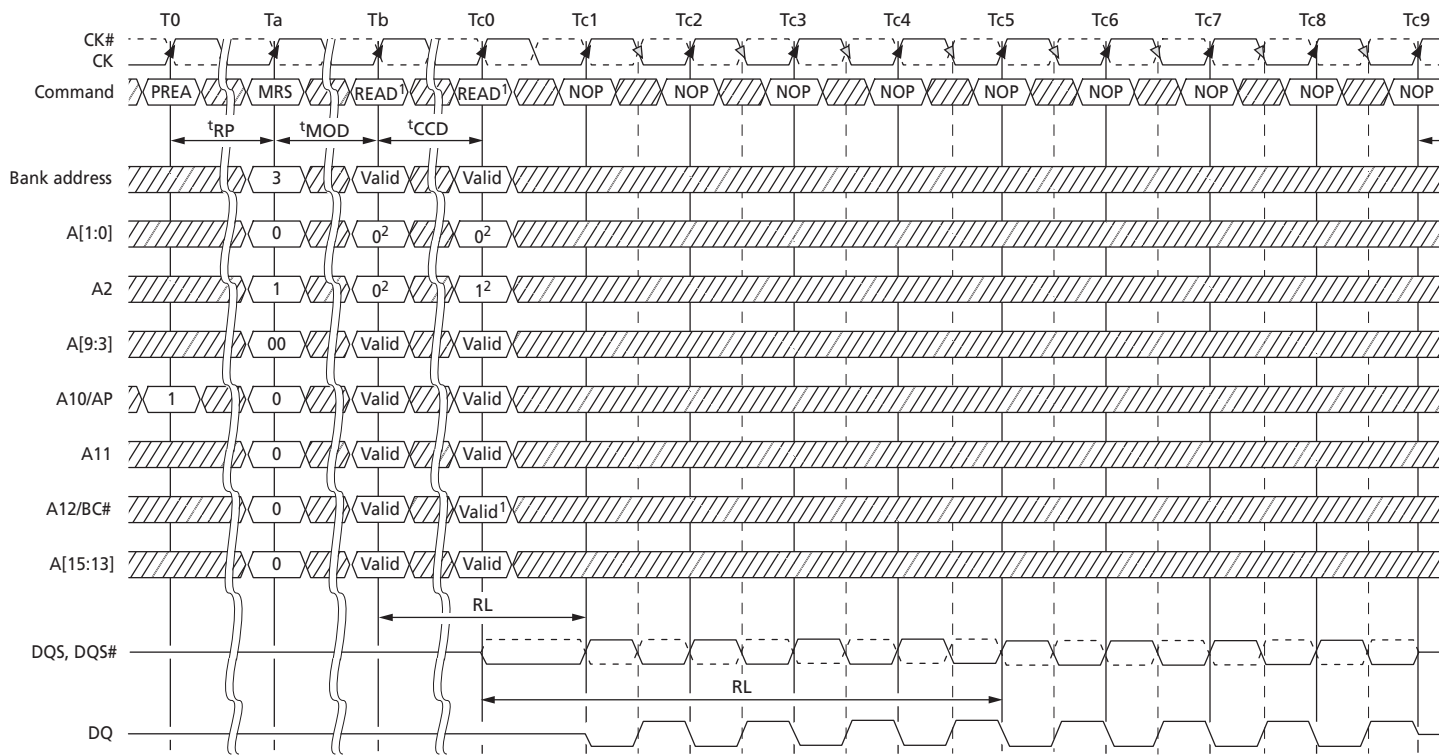 T0 Ta Tb Tc0 Tc1 Tc2 Tc3 Tc4 Tc5 Tc6 Tc7 Tc8 Tc9
CK#
CK
Command PREA MRS READ¹ READ¹ NOP NOP NOP NOP NOP NOP NOP NOP NOP
ᵗRP ᵗMOD ᵗCCD
Bank address 3 Valid Valid
A[1:0] 0 0² 0²
A2 1 0² 1²
A[9:3] 00 Valid Valid
A10/AP 1 0 Valid Valid
A11 0 Valid Valid
A12/BC# 0 Valid Valid¹
A[15:13] 0 Valid Valid
RL
DQS, DQS#
RL
DQ